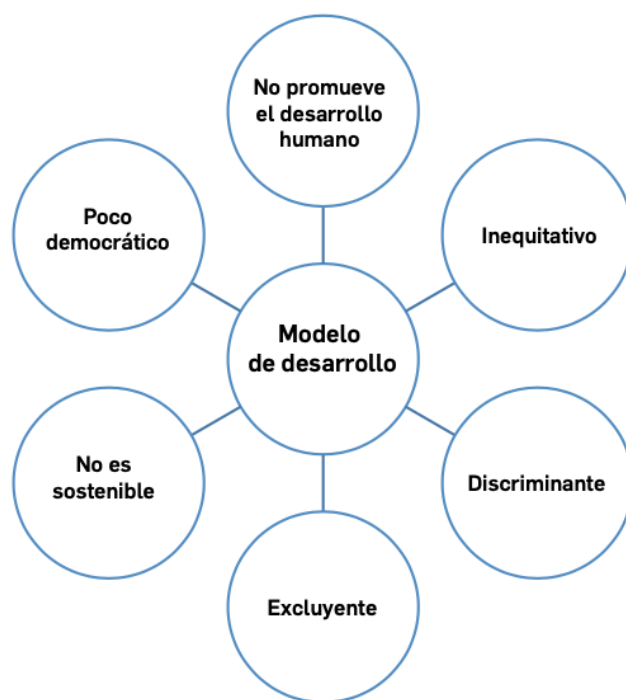 No promueve
el desarrollo
humano
Poco
democrático
Inequitativo
Modelo
de desarrollo
No es
sostenible
Discriminante
Excluyente